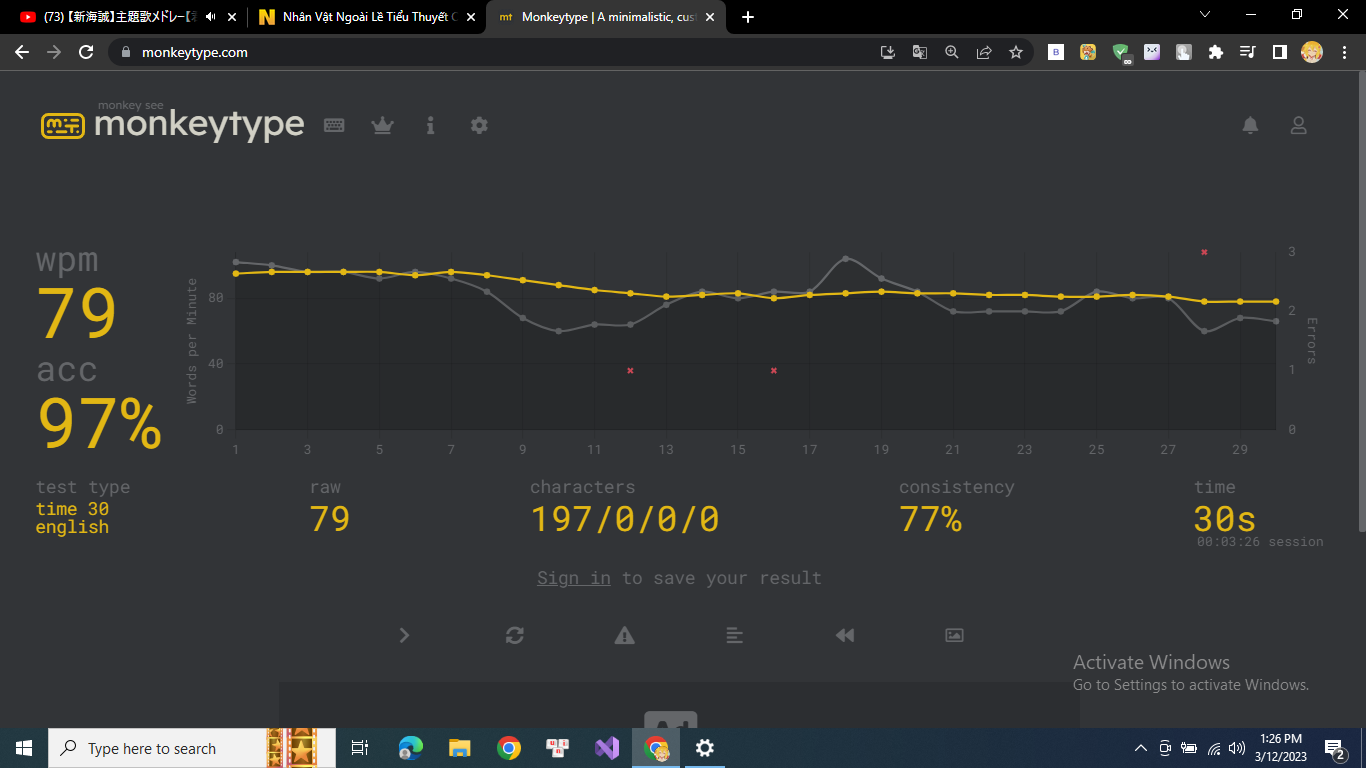 (73) 【新海誠】主題歌メドレー
Nhân Vật Ngoài Lề Tiểu Thuyết
Monkeytype | A minimalistic, cus
monkeytype.com
B
monkey see
monkeytype
wpm
79
acc
97%
Words per Minute
80
40
0
3
2
1
0
Errors
1 3 5 7 9 11 13 15 17 19 21 23 25 27 29
test type
time 30
english
raw
79
characters
197/0/0/0
consistency
77%
time
30s
00:03:26 session
Sign in to save your result
Activate Windows
Go to Settings to activate Windows.
Ad
Type here to search
1:26 PM
3/12/2023
2